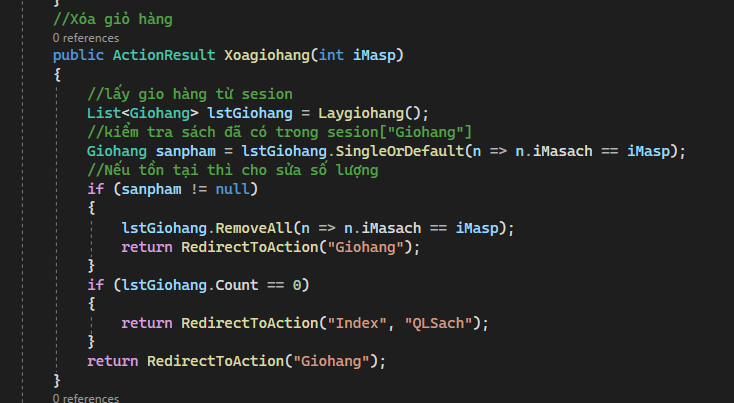 }
//Xóa giỏ hàng
0 references
public ActionResult Xoagiohang(int iMasp)
{
//lấy gio hàng từ sesion
List<Giohang> lstGiohang = Laygiohang();
//kiểm tra sách đã có trong sesion["Giohang"]
Giohang sanpham = lstGiohang.SingleOrDefault(n => n.iMasach == iMasp);
//Nếu tồn tại thì cho sửa số lượng
if (sanpham != null)
{
lstGiohang.RemoveAll(n => n.iMasach == iMasp);
return RedirectToAction("Giohang");
}
if (lstGiohang.Count == 0)
{
return RedirectToAction("Index", "QLSach");
}
return RedirectToAction("Giohang");
}
0 references